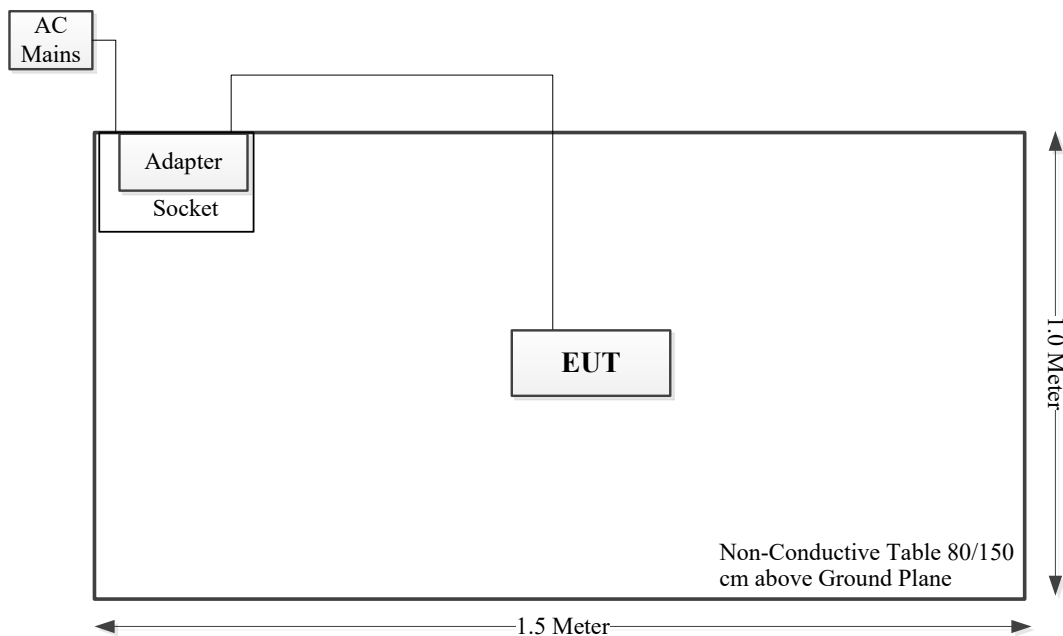 AC
Mains
Adapter
Socket
EUT
1.0 Meter
Non-Conductive Table 80/150
cm above Ground Plane
1.5 Meter